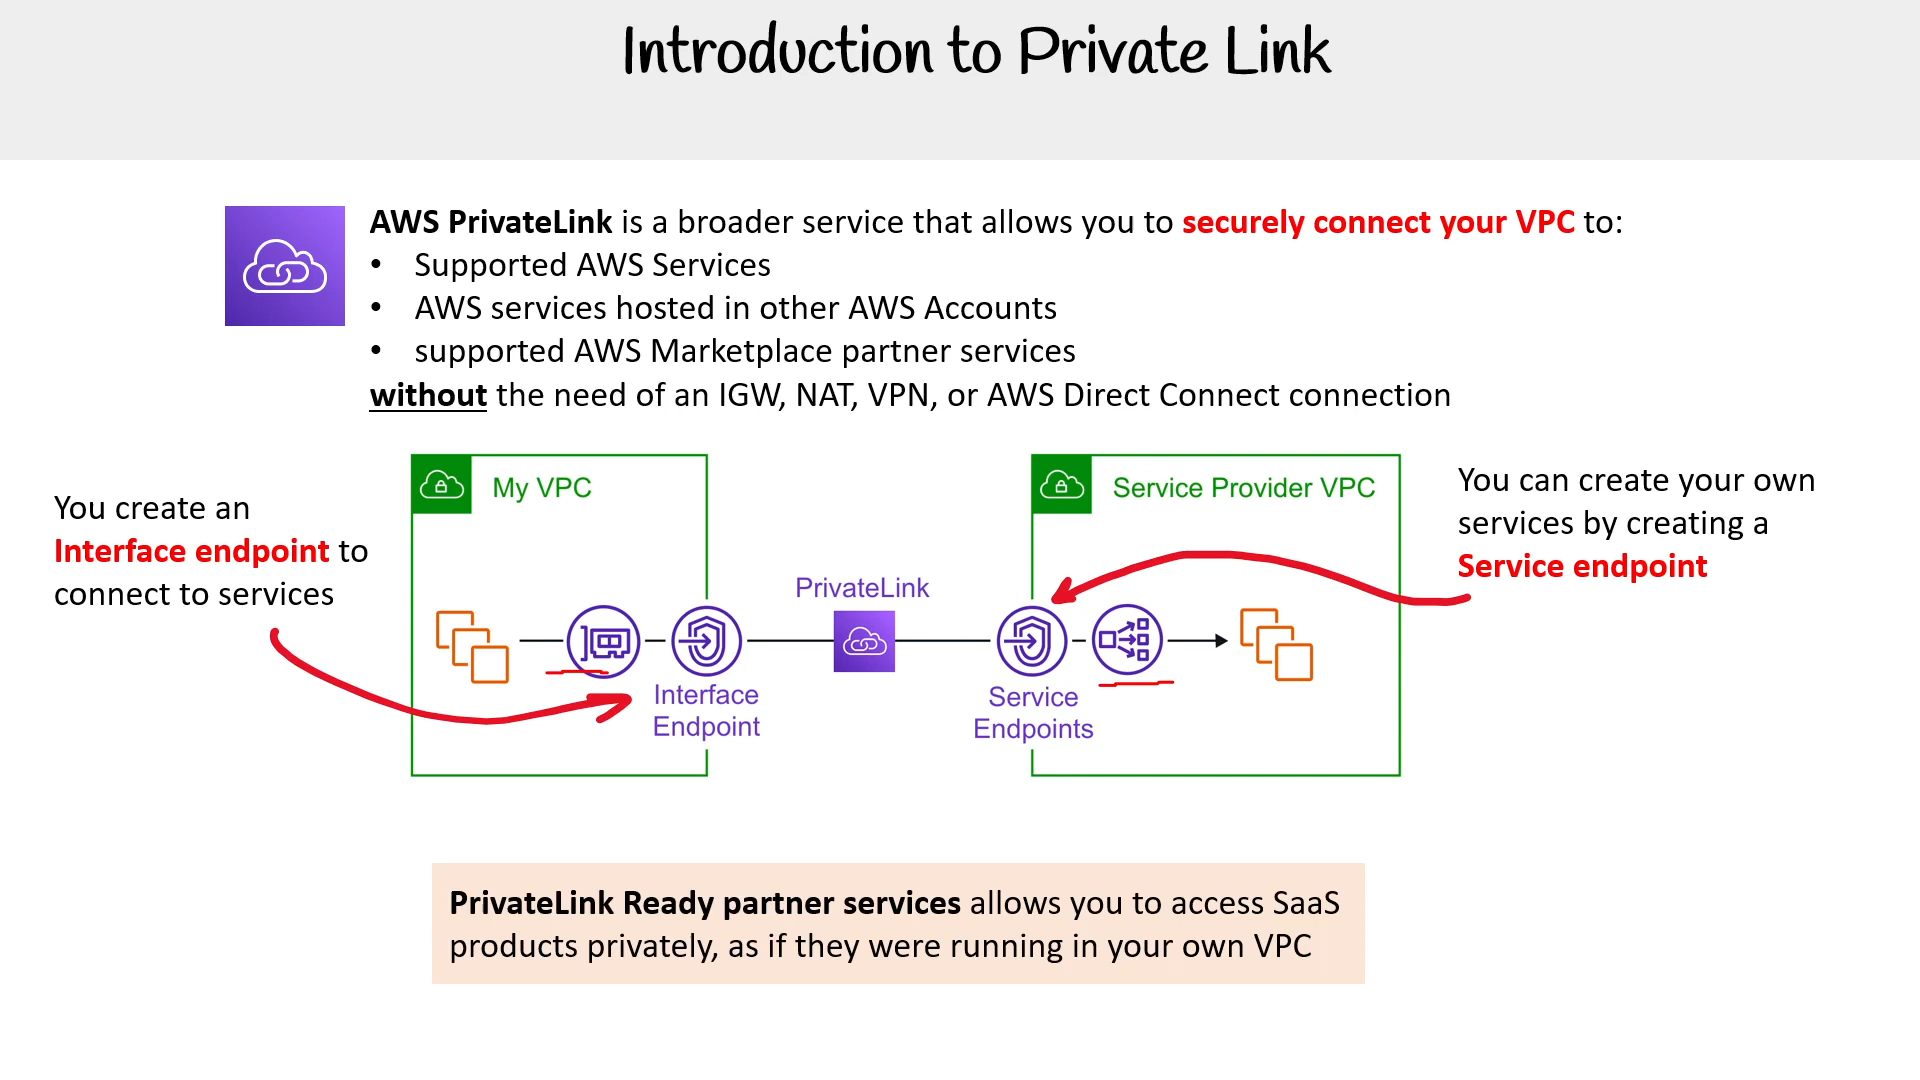 Introduction to Private Link
AWS PrivateLink is a broader service that allows you to securely connect your VPC to:
• Supported AWS Services
• AWS services hosted in other AWS Accounts
• supported AWS Marketplace partner services
without the need of an IGW, NAT, VPN, or AWS Direct Connect connection
You create an
Interface endpoint to
connect to services
My VPC
Interface
Endpoint
PrivateLink
Service Provider VPC
Service
Endpoints
You can create your own
services by creating a
Service endpoint
PrivateLink Ready partner services allows you to access SaaS
products privately, as if they were running in your own VPC